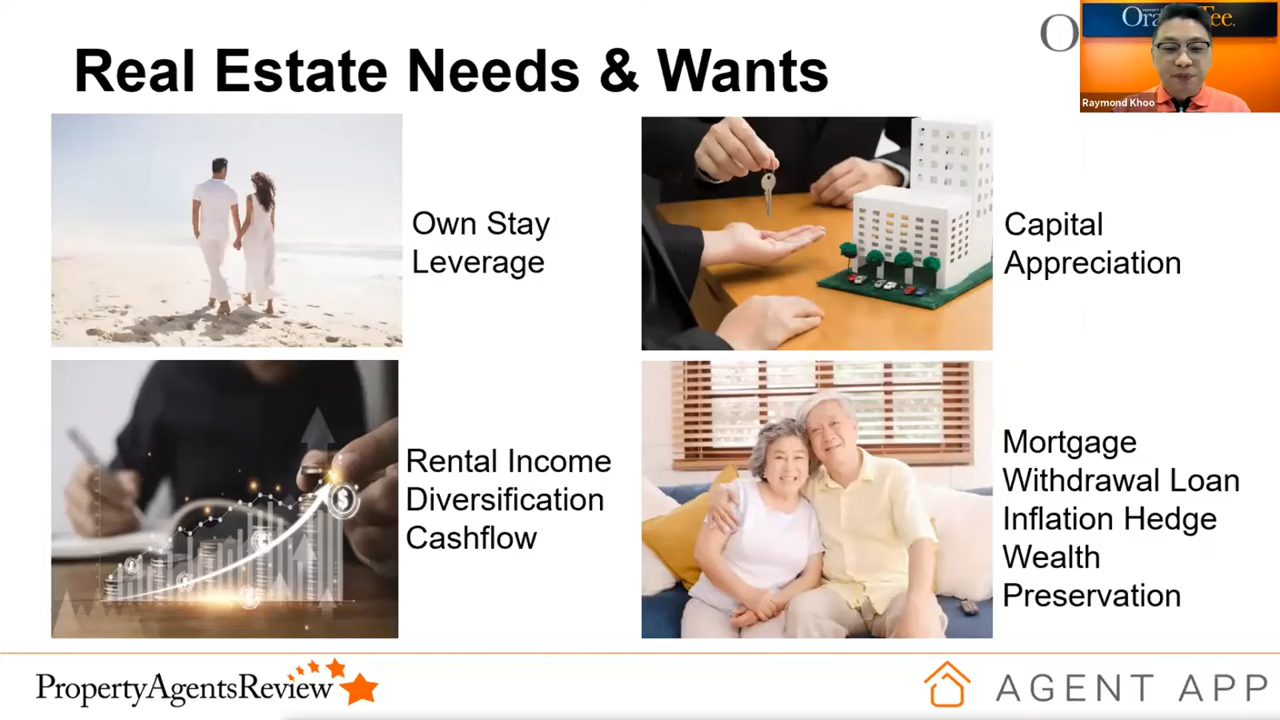 Real Estate Needs & Wants
Raymond Khoo
Own Stay
Leverage
Capital
Appreciation
Rental Income
Diversification
Cashflow
Mortgage
Withdrawal Loan
Inflation Hedge
Wealth
Preservation
PropertyAgentsReview
AGENT APP